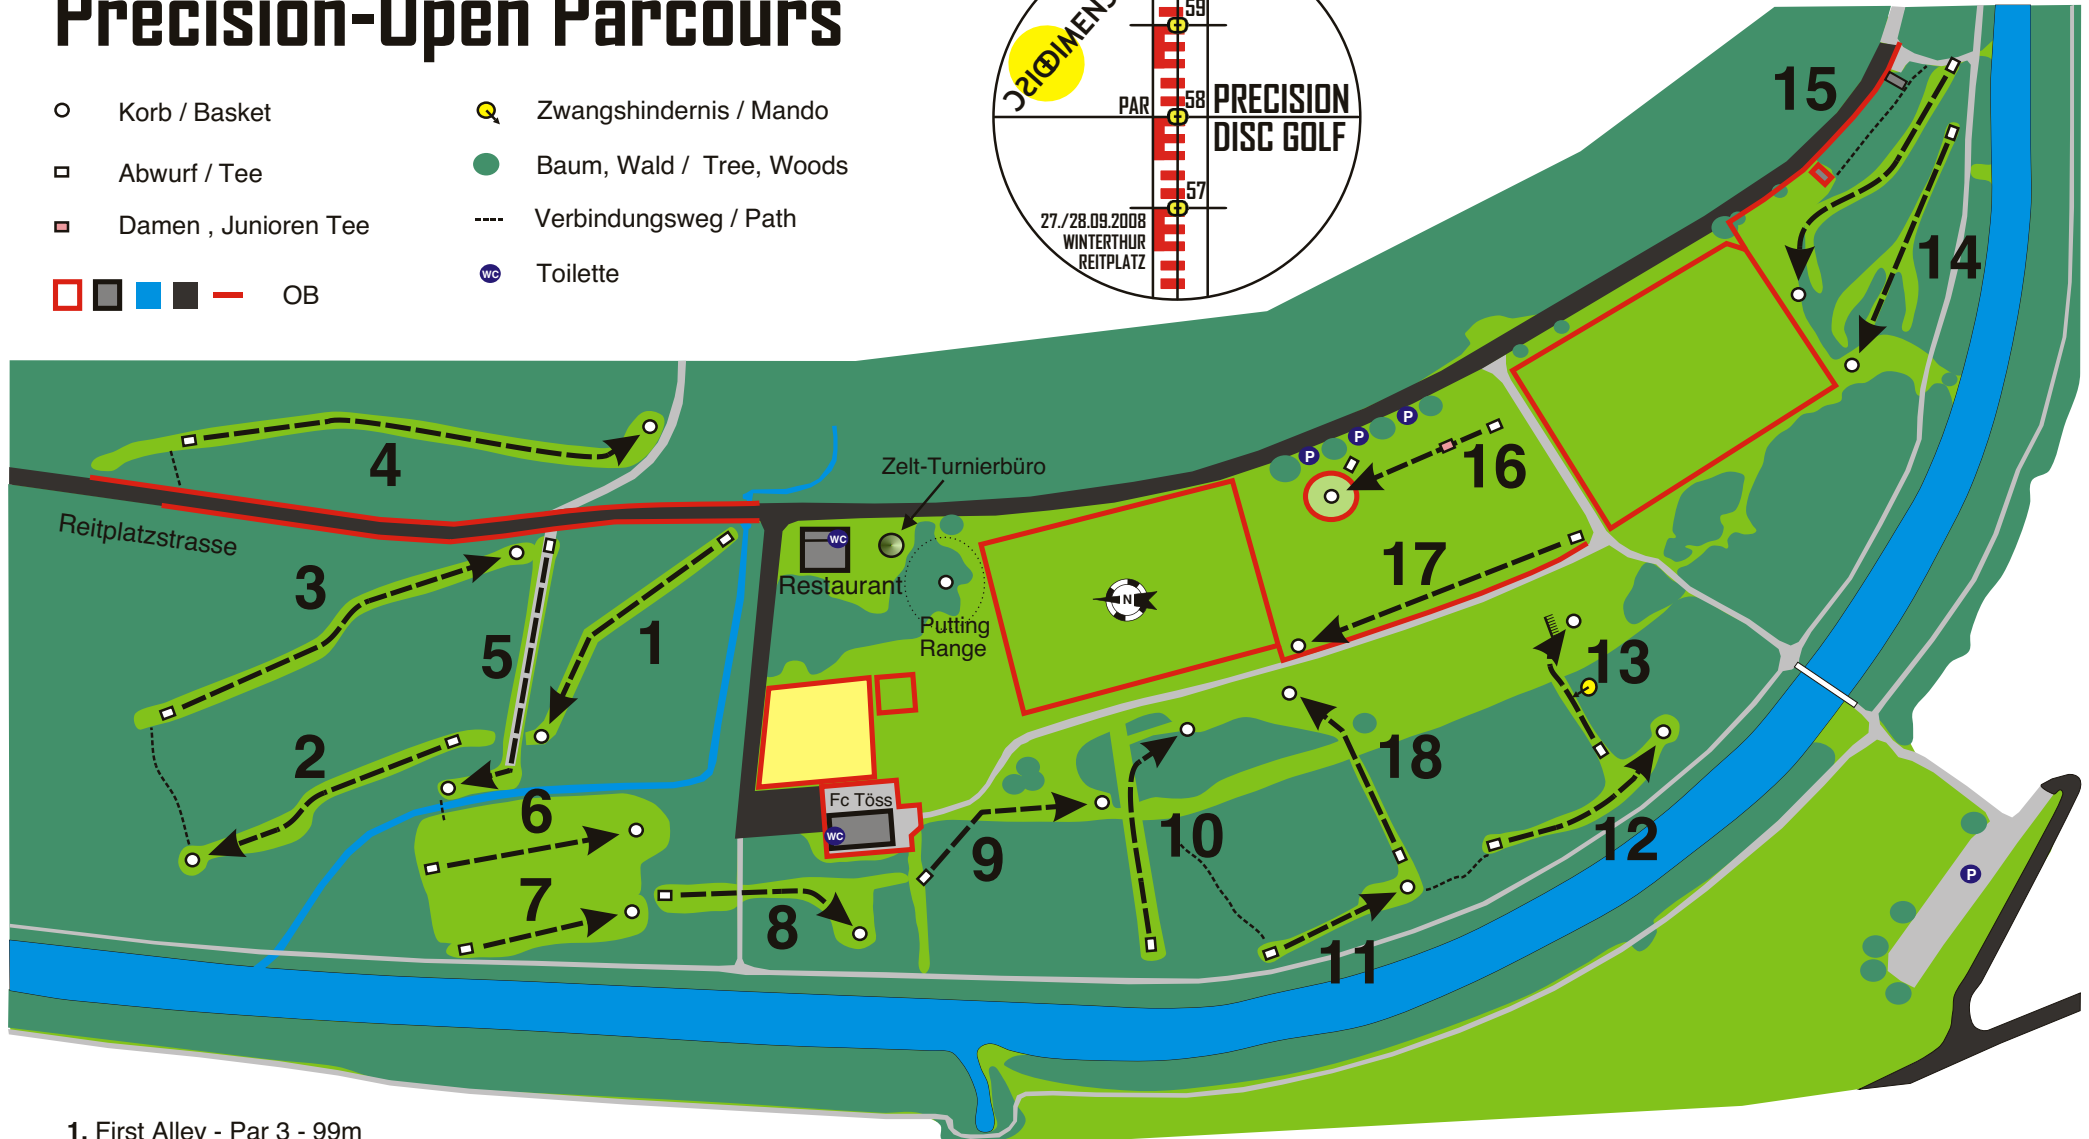 Precision-Open Parcours
Korb / Basket
Abwurf / Tee
Damen , Junioren Tee
OB
Zwangshindernis / Mando
Baum, Wald / Tree, Woods
Verbindungsweg / Path
WC Toilette
DISCDIMENS
59
PAR 58
57
PRECISION
DISC GOLF
27./28.09.2008
WINTERTHUR
REITPLATZ
15
14
4
P
P
P
16
Zelt-Turnierbüro
Reitplatzstrasse
3
5
1
WC
Restaurant
Putting
Range
N
17
13
2
18
6
Fc Töss
WC
9
10
12
7
8
11
P
1. First Alley - Par 3 - 99m